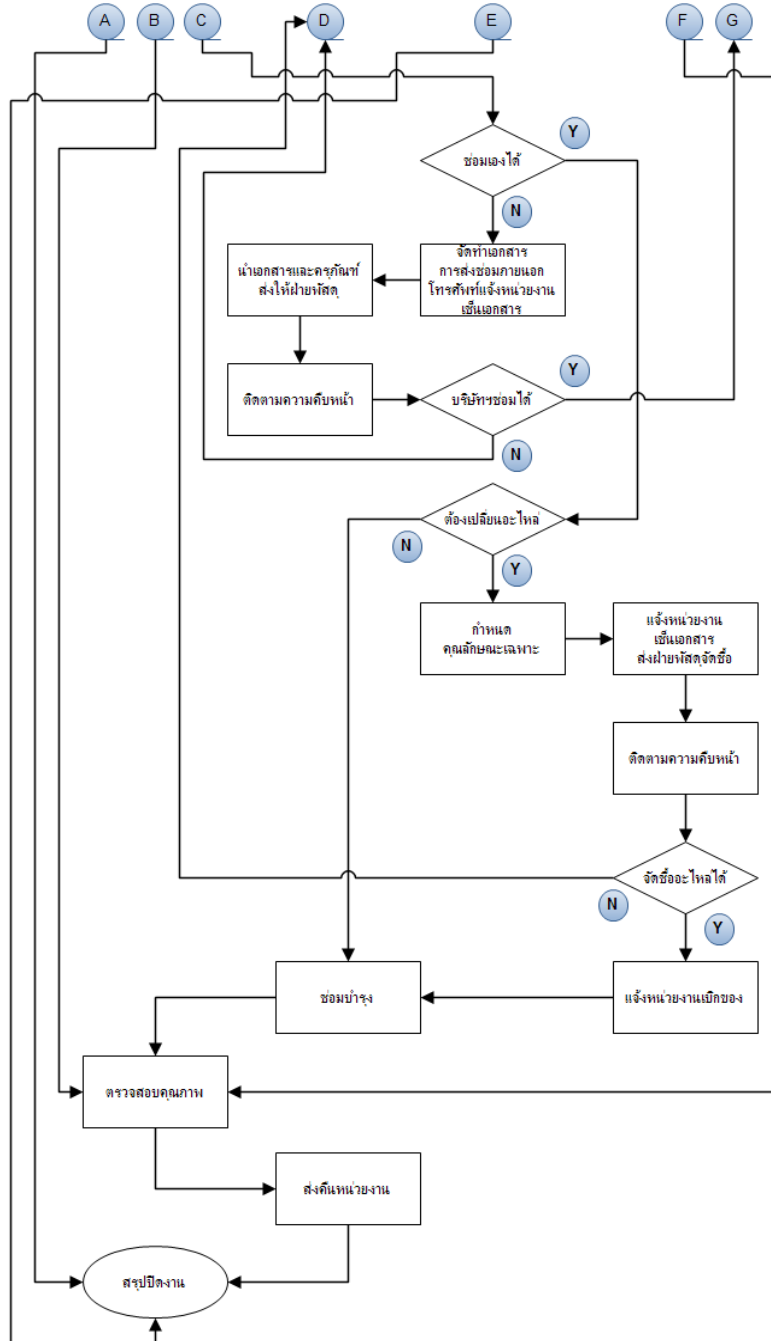 A B C D E F G
Y
ช่อมเองได้
N
จัดทำเอกสาร
การส่งซ่อมภายนอก
โทรศัพท์แจ้งหน่วยงาน
เซ็นเอกสาร
นำเอกสารและครุภัณฑ์
ส่งให้ฝ่ายพัสดุ
ติดตามความคืบหน้า
บริษัทฯซ่อมได้
Y
N
ต้องเปลี่ยนอะไหล่
N
Y
กำหนด
คุณลักษณะเฉพาะ
แจ้งหน่วยงาน
เซ็นเอกสาร
ส่งฝ่ายพัสดุจัดซื้อ
ติดตามความคืบหน้า
จัดซื้ออะไหล่ได้
N
Y
ซ่อมบำรุง
แจ้งหน่วยงานเบิกของ
ตรวจสอบคุณภาพ
ส่งคืนหน่วยงาน
สรุปปิดงาน